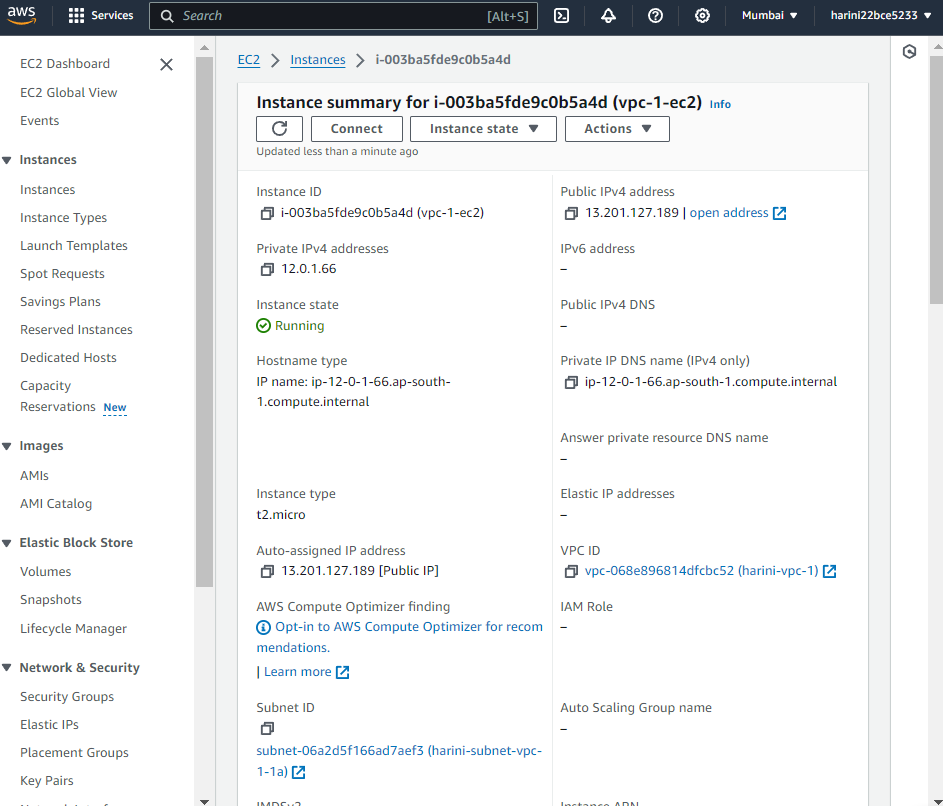 aws
Services
Search
[Alt+S]
Mumbai
harini22bce5233
EC2 Dashboard
EC2 Global View
Events
Instances
Instances
Instance Types
Launch Templates
Spot Requests
Savings Plans
Reserved Instances
Dedicated Hosts
Capacity
Reservations New
Images
AMIs
AMI Catalog
Elastic Block Store
Volumes
Snapshots
Lifecycle Manager
Network & Security
Security Groups
Elastic IPs
Placement Groups
Key Pairs
EC2 > Instances > i-003ba5fde9c0b5a4d
Instance summary for i-003ba5fde9c0b5a4d (vpc-1-ec2) Info
Connect
Instance state
Actions
Updated less than a minute ago
Instance ID
i-003ba5fde9c0b5a4d (vpc-1-ec2)
Public IPv4 address
13.201.127.189 | open address
Private IPv4 addresses
12.0.1.66
IPv6 address
–
Instance state
Running
Public IPv4 DNS
–
Hostname type
IP name: ip-12-0-1-66.ap-south-
1.compute.internal
Private IP DNS name (IPv4 only)
ip-12-0-1-66.ap-south-1.compute.internal
Answer private resource DNS name
–
Instance type
t2.micro
Elastic IP addresses
–
Auto-assigned IP address
13.201.127.189 [Public IP]
VPC ID
vpc-068e896814dfcbc52 (harini-vpc-1)
AWS Compute Optimizer finding
Opt-in to AWS Compute Optimizer for recom
mendations.
| Learn more
IAM Role
–
Subnet ID
subnet-06a2d5f166ad7aef3 (harini-subnet-vpc-
1-1a)
Auto Scaling Group name
–